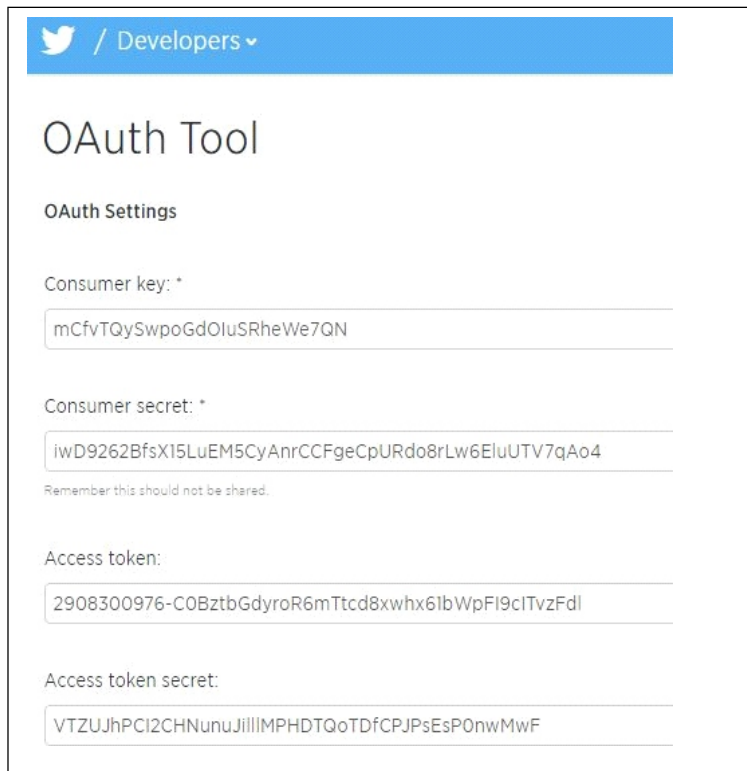 / Developers
OAuth Tool
OAuth Settings
Consumer key: *
mCfvTQySwpoGdOIuSRheWe7QN
Consumer secret: *
iwD9262BfsX15LuEM5CyAnrCCFgeCpURdo8rLw6EluUTV7qAo4
Remember this should not be shared.
Access token:
2908300976-C0BztbGdyroR6mTtcd8xwhx61bWpFI9cITvzFdl
Access token secret: